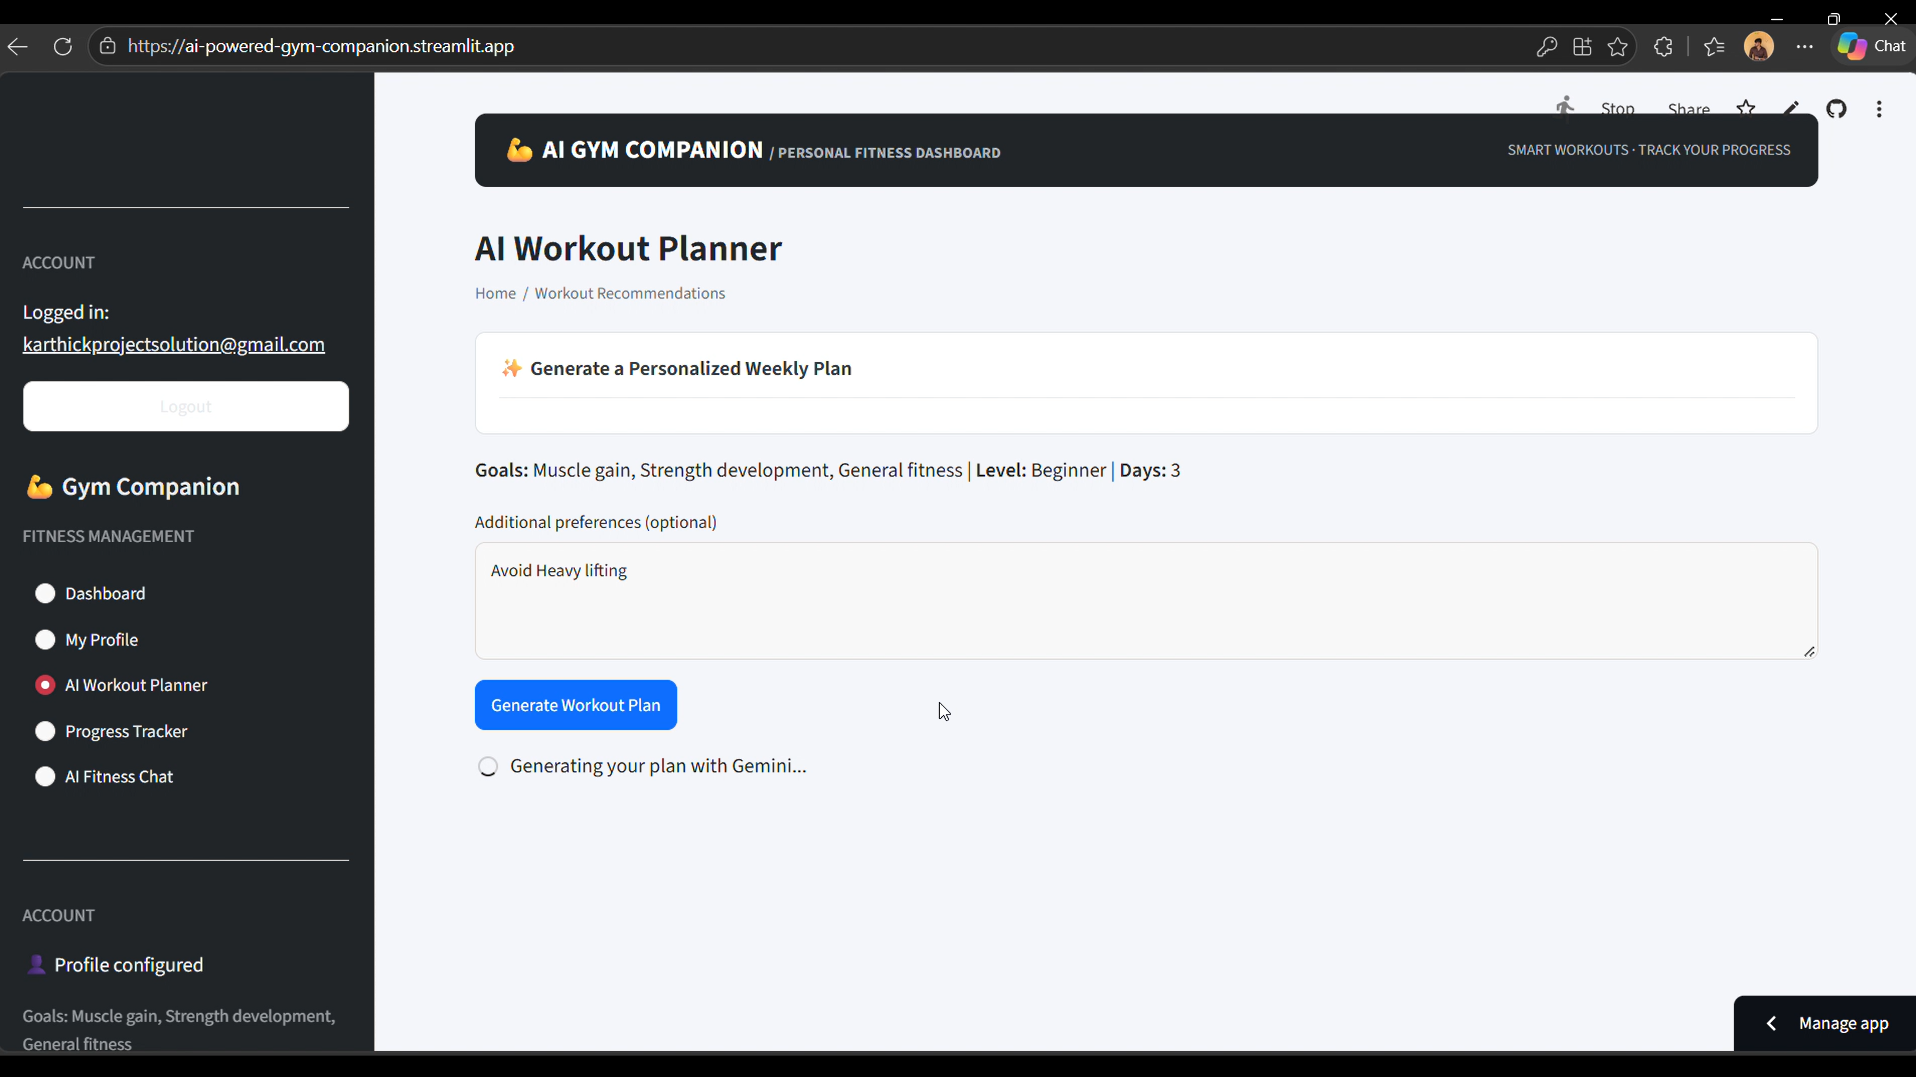 https://ai-powered-gym-companion.streamlit.app
Chat
Stop
Share
💪 AI GYM COMPANION / PERSONAL FITNESS DASHBOARD
SMART WORKOUTS · TRACK YOUR PROGRESS
ACCOUNT
Logged in:
karthickprojectsolution@gmail.com
Logout
💪 Gym Companion
FITNESS MANAGEMENT
Dashboard
My Profile
AI Workout Planner
Progress Tracker
AI Fitness Chat
ACCOUNT
👤 Profile configured
Goals: Muscle gain, Strength development,
General fitness
AI Workout Planner
Home / Workout Recommendations
✨ Generate a Personalized Weekly Plan
Goals: Muscle gain, Strength development, General fitness | Level: Beginner | Days: 3
Additional preferences (optional)
Avoid Heavy lifting
Generate Workout Plan
Generating your plan with Gemini...
Manage app